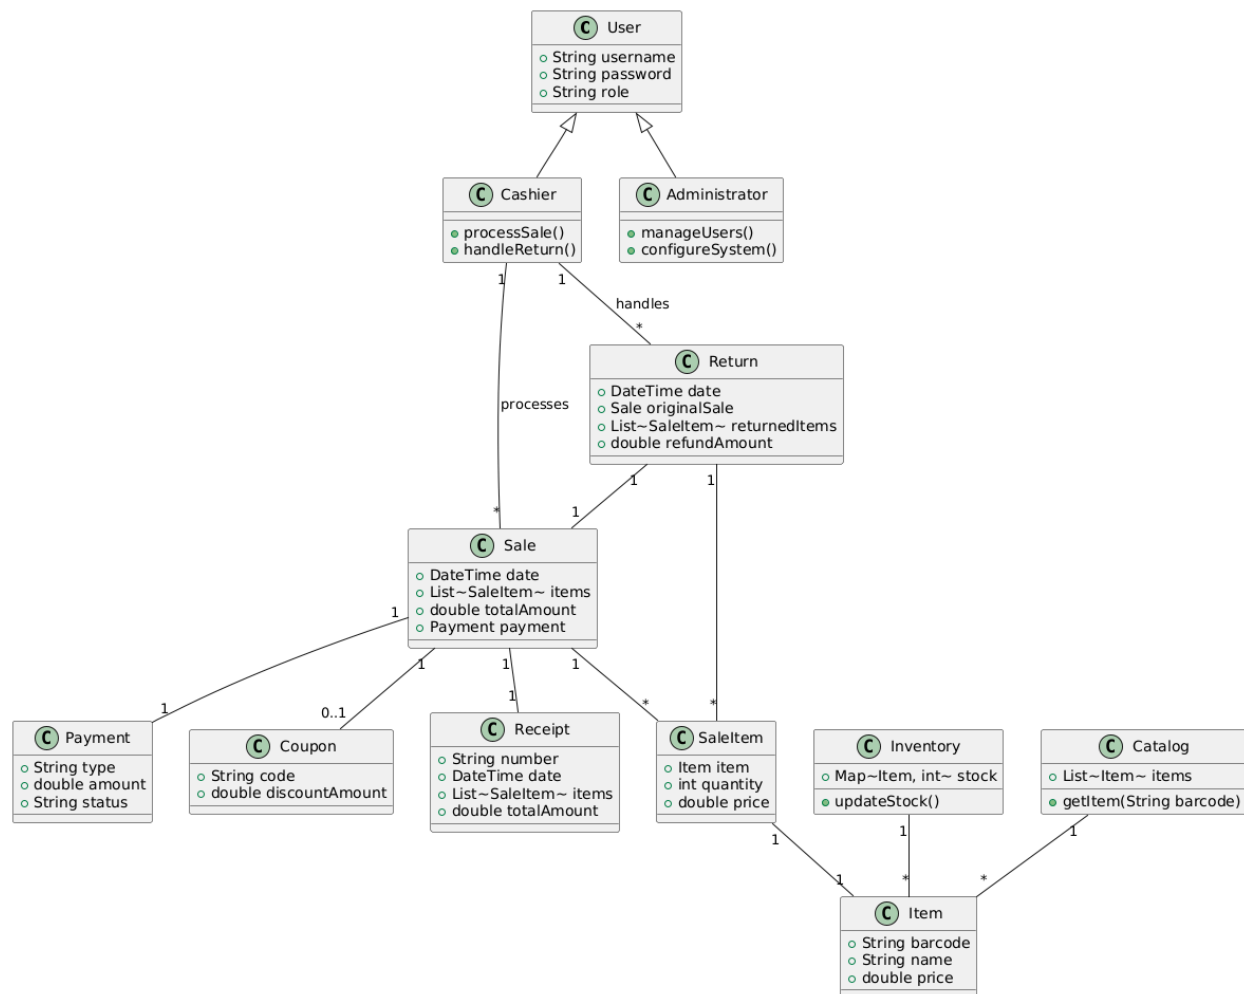 C User
String username
String password
String role
C Cashier
processSale()
handleReturn()
C Administrator
manageUsers()
configureSystem()
1
1
handles
*
C Return
DateTime date
Sale originalSale
List~SaleItem~ returnedItems
double refundAmount
processes
1
1
1
*
C Sale
DateTime date
List~SaleItem~ items
double totalAmount
Payment payment
1
1
1
1
1
0..1
1
*
*
C Payment
String type
double amount
String status
C Coupon
String code
double discountAmount
C Receipt
String number
DateTime date
List~SaleItem~ items
double totalAmount
C SaleItem
Item item
int quantity
double price
C Inventory
Map~Item, int~ stock
updateStock()
C Catalog
List~Item~ items
getItem(String barcode)
1
1
1
1
*
*
C Item
String barcode
String name
double price